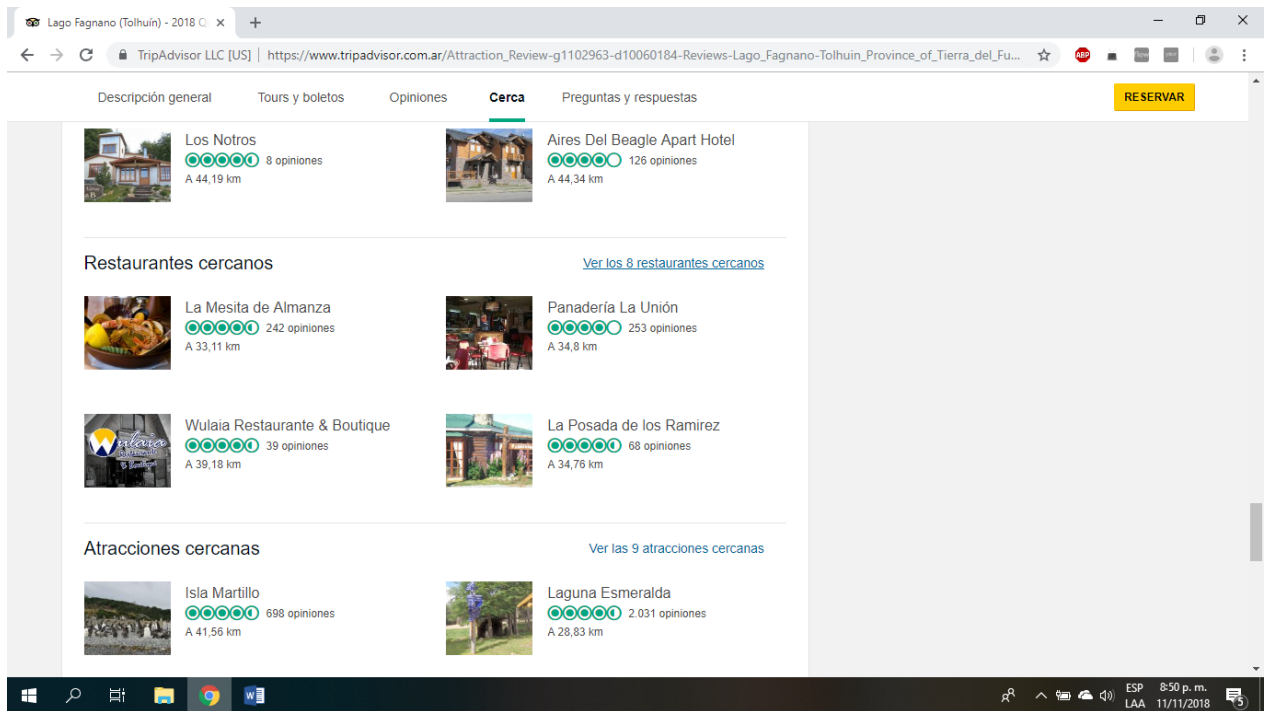 Lago Fagnano (Tolhuín) - 2018 Q
TripAdvisor LLC [US] | https://www.tripadvisor.com.ar/Attraction_Review-g1102963-d10060184-Reviews-Lago_Fagnano-Tolhuin_Province_of_Tierra_del_Fu...
ABP
Descripción general Tours y boletos Opiniones Cerca Preguntas y respuestas RESERVAR
Los Notros
8 opiniones
A 44,19 km
Aires Del Beagle Apart Hotel
126 opiniones
A 44,34 km
Restaurantes cercanos Ver los 8 restaurantes cercanos
La Mesita de Almanza
242 opiniones
A 33,11 km
Panadería La Unión
253 opiniones
A 34,8 km
Wulaia
Wulaia Restaurante & Boutique
39 opiniones
A 39,18 km
La Posada de los Ramirez
68 opiniones
A 34,76 km
Atracciones cercanas Ver las 9 atracciones cercanas
Isla Martillo
698 opiniones
A 41,56 km
Laguna Esmeralda
2.031 opiniones
A 28,83 km
ESP 8:50 p. m.
LAA 11/11/2018
5